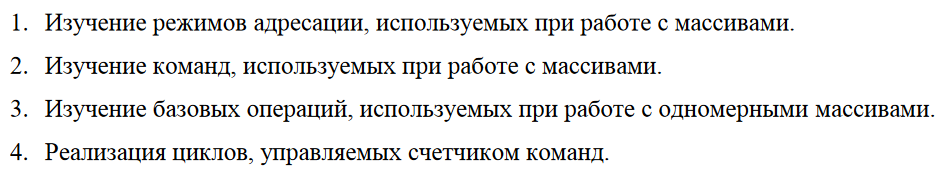 1. Изучение режимов адресации, используемых при работе с массивами.
2. Изучение команд, используемых при работе с массивами.
3. Изучение базовых операций, используемых при работе с одномерными массивами.
4. Реализация циклов, управляемых счетчиком команд.